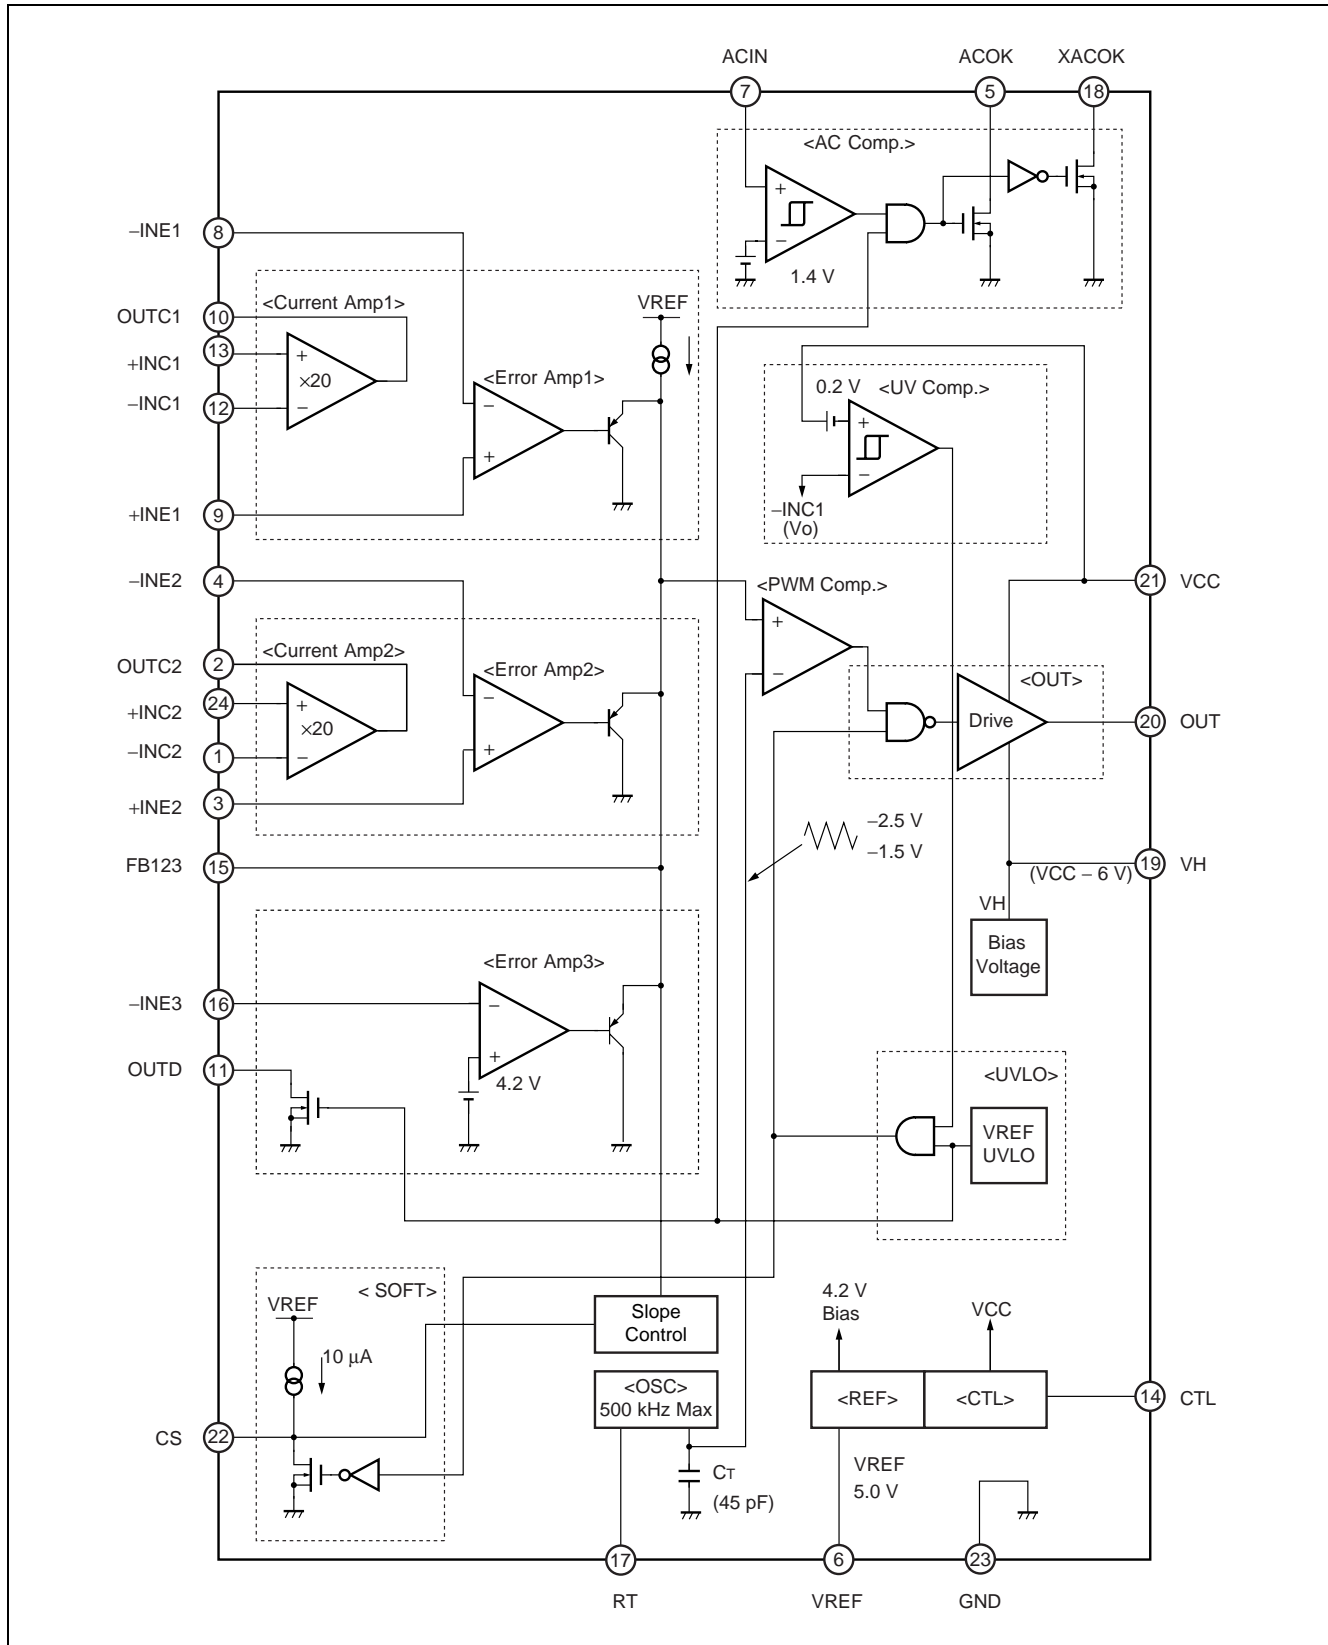 ACIN
ACOK
XACOK
7
5
18
<AC Comp.>
+
−
1.4 V
−INE1
8
<Current Amp1>
OUTC1
10
VREF
+INC1
13
+
×20
−
−INC1
12
<Error Amp1>
−
+
+INE1
9
0.2 V
<UV Comp.>
+
−
−INC1
(Vo)
−INE2
4
<PWM Comp.>
+
−
21
VCC
<Current Amp2>
OUTC2
2
+INC2
24
+
×20
−
−INC2
1
<Error Amp2>
−
+
+INE2
3
<OUT>
Drive
20
OUT
−2.5 V
−1.5 V
FB123
15
19
VH
(VCC − 6 V)
VH
Bias
Voltage
<Error Amp3>
−INE3
16
−
+
4.2 V
OUTD
11
<UVLO>
VREF
UVLO
< SOFT>
VREF
10 µA
Slope
Control
4.2 V
Bias
VCC
<OSC>
500 kHz Max
<REF>
<CTL>
14
CTL
CS
22
CT
(45 pF)
VREF
5.0 V
17
6
23
RT
VREF
GND